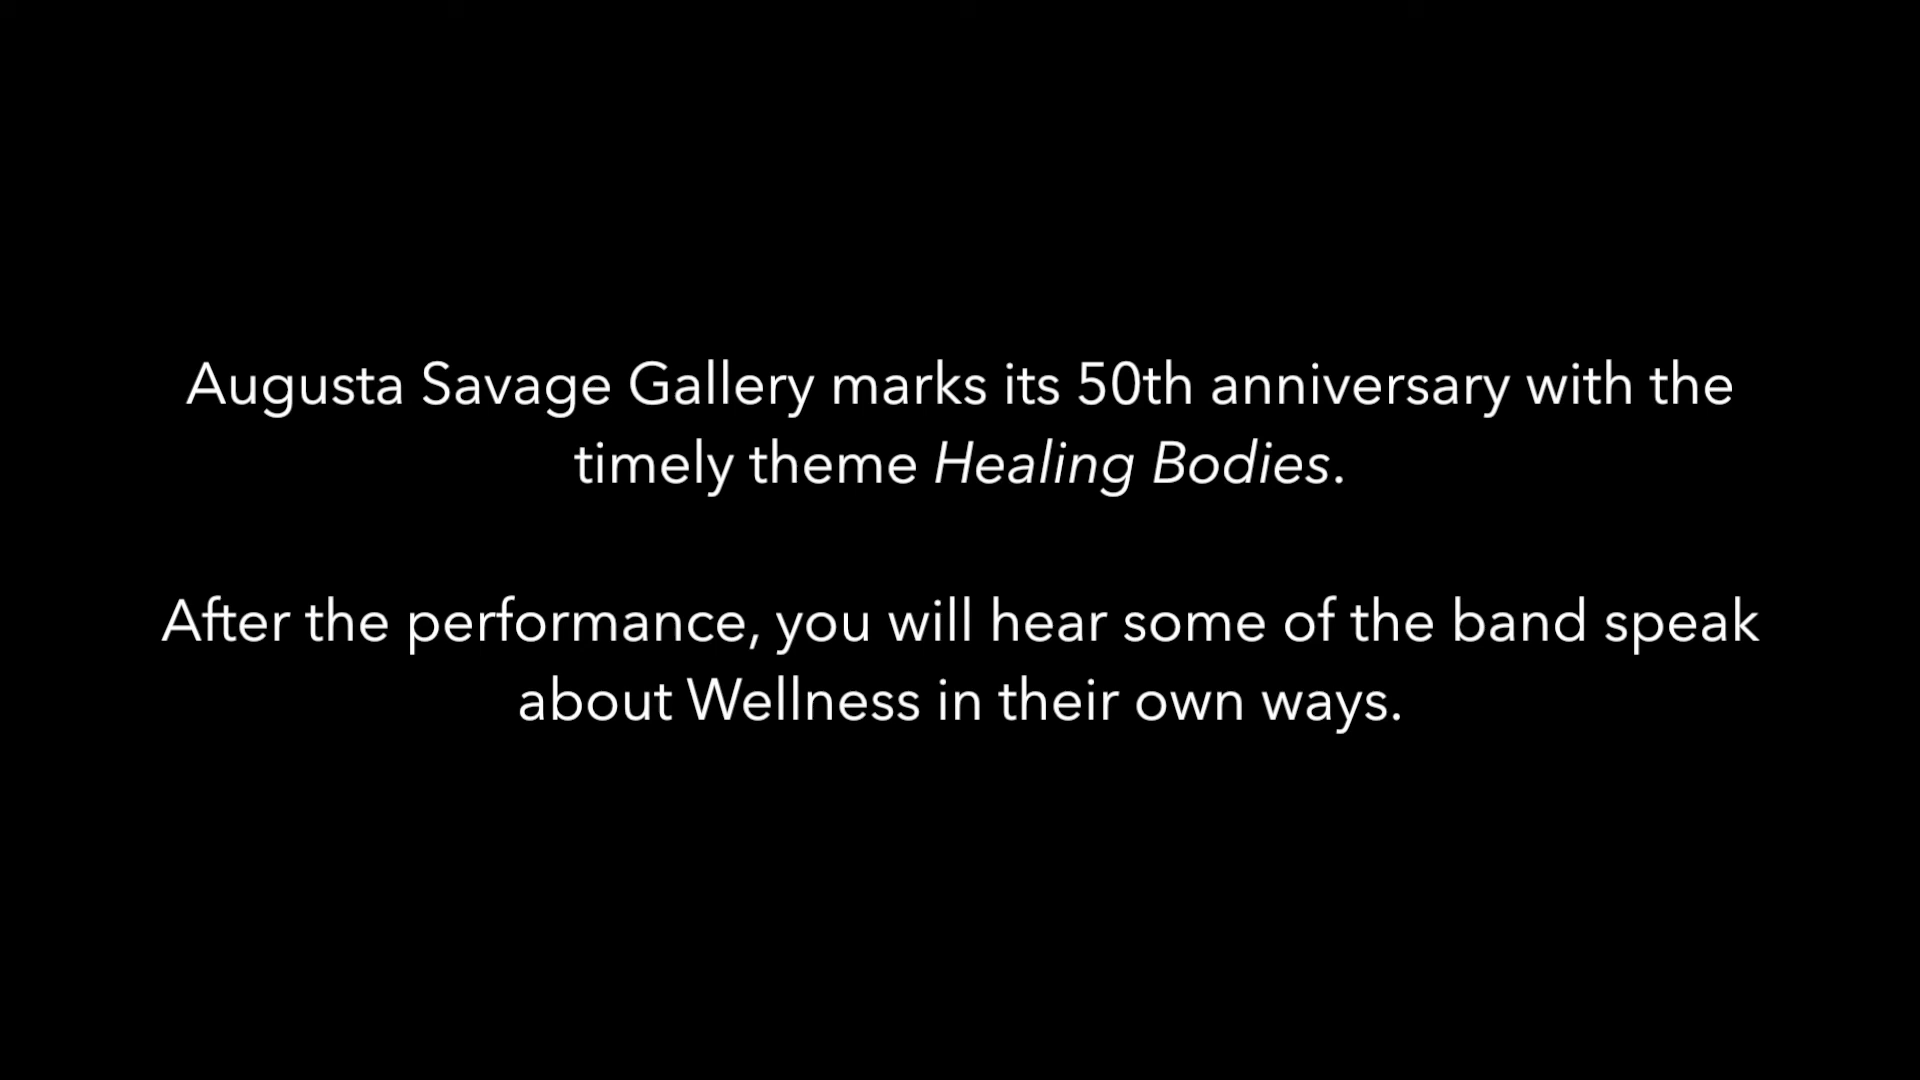 Augusta Savage Gallery marks its 50th anniversary with the
timely theme Healing Bodies.
After the performance, you will hear some of the band speak
about Wellness in their own ways.